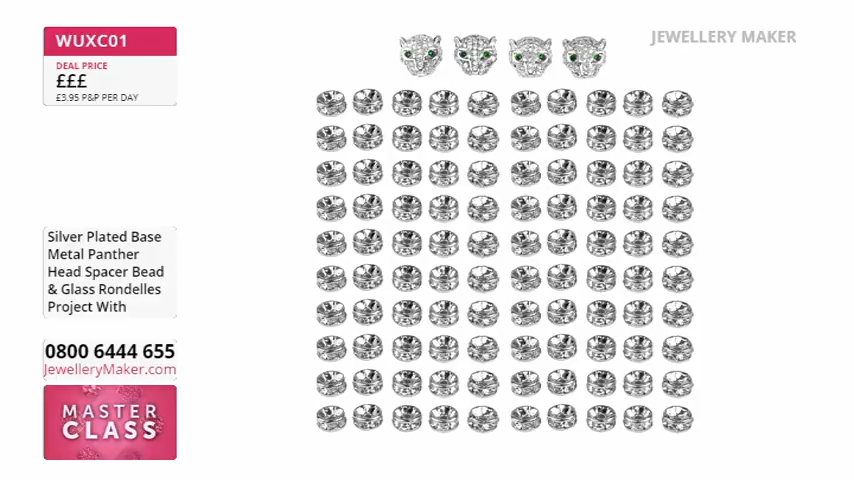 WUXC01
DEAL PRICE
£££
£3.95 P&P PER DAY
JEWELLERY MAKER
Silver Plated Base
Metal Panther
Head Spacer Bead
& Glass Rondelles
Project With
0800 6444 655
JewelleryMaker.com
MASTER
CLASS